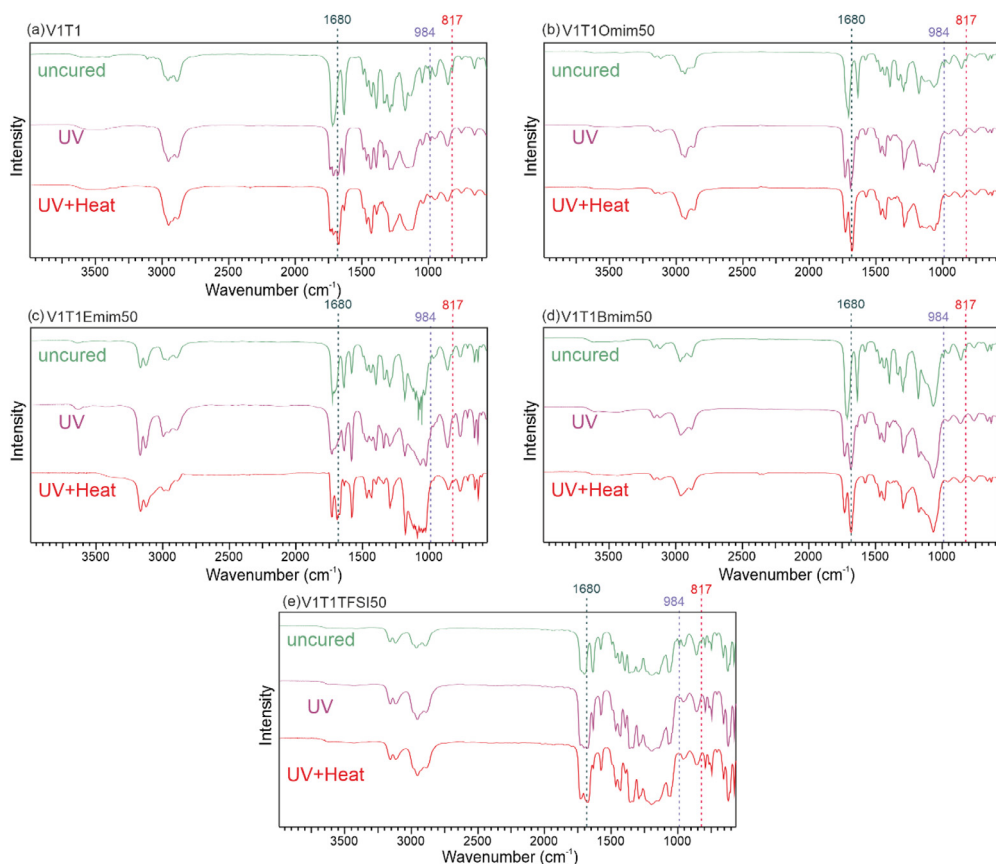 (a) V1T1
1680
984
817
uncured
UV
UV+Heat
Intensity
3500 3000 2500 2000 1500 1000
Wavenumber (cm⁻¹)
(b) V1T1Omim50
1680
984
817
uncured
UV
UV+Heat
Intensity
3500 3000 2500 2000 1500 1000
Wavenumber (cm⁻¹)
(c) V1T1Emim50
1680
984
817
uncured
UV
UV+Heat
Intensity
3500 3000 2500 2000 1500 1000
Wavenumber (cm⁻¹)
(d) V1T1Bmim50
1680
984
817
uncured
UV
UV+Heat
Intensity
3500 3000 2500 2000 1500 1000
Wavenumber (cm⁻¹)
(e) V1T1TFSI50
1680
984
817
uncured
UV
UV+Heat
Intensity
3500 3000 2500 2000 1500 1000
Wavenumber (cm⁻¹)